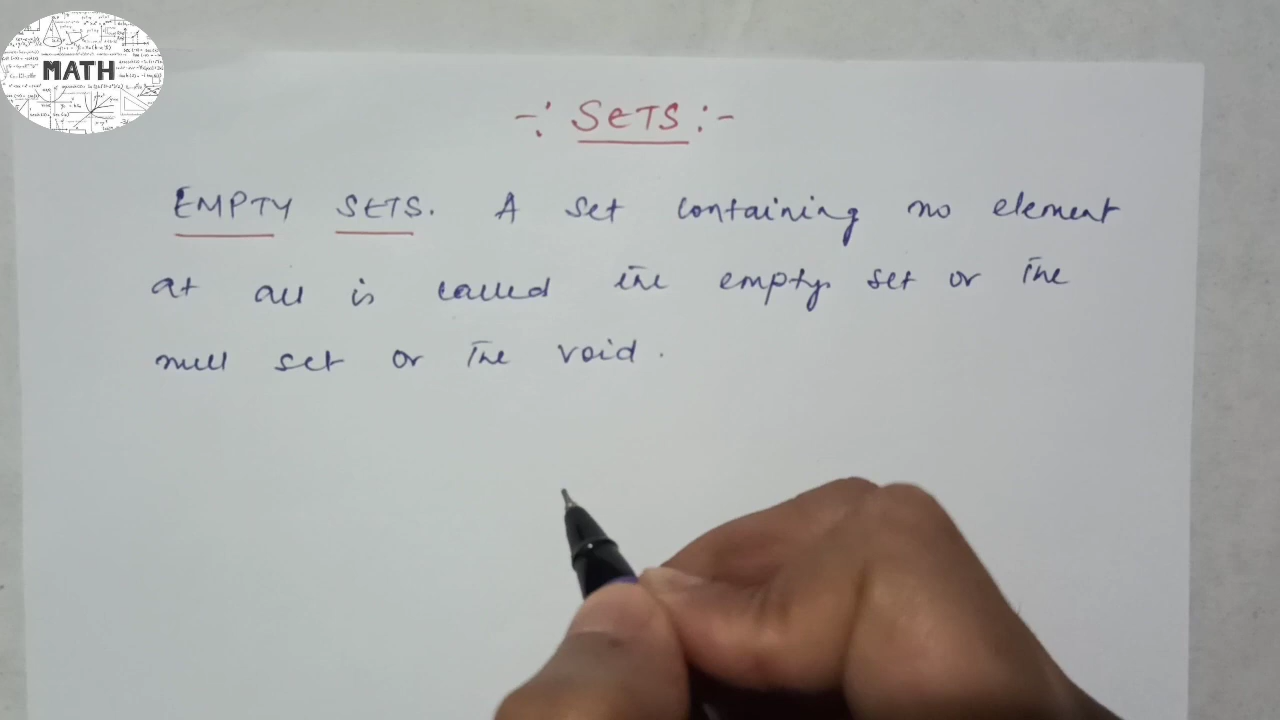 MATH
-:SETS:-
EMPTY SETS. A set containing no element
at all is called the empty set or the
null set or the void.